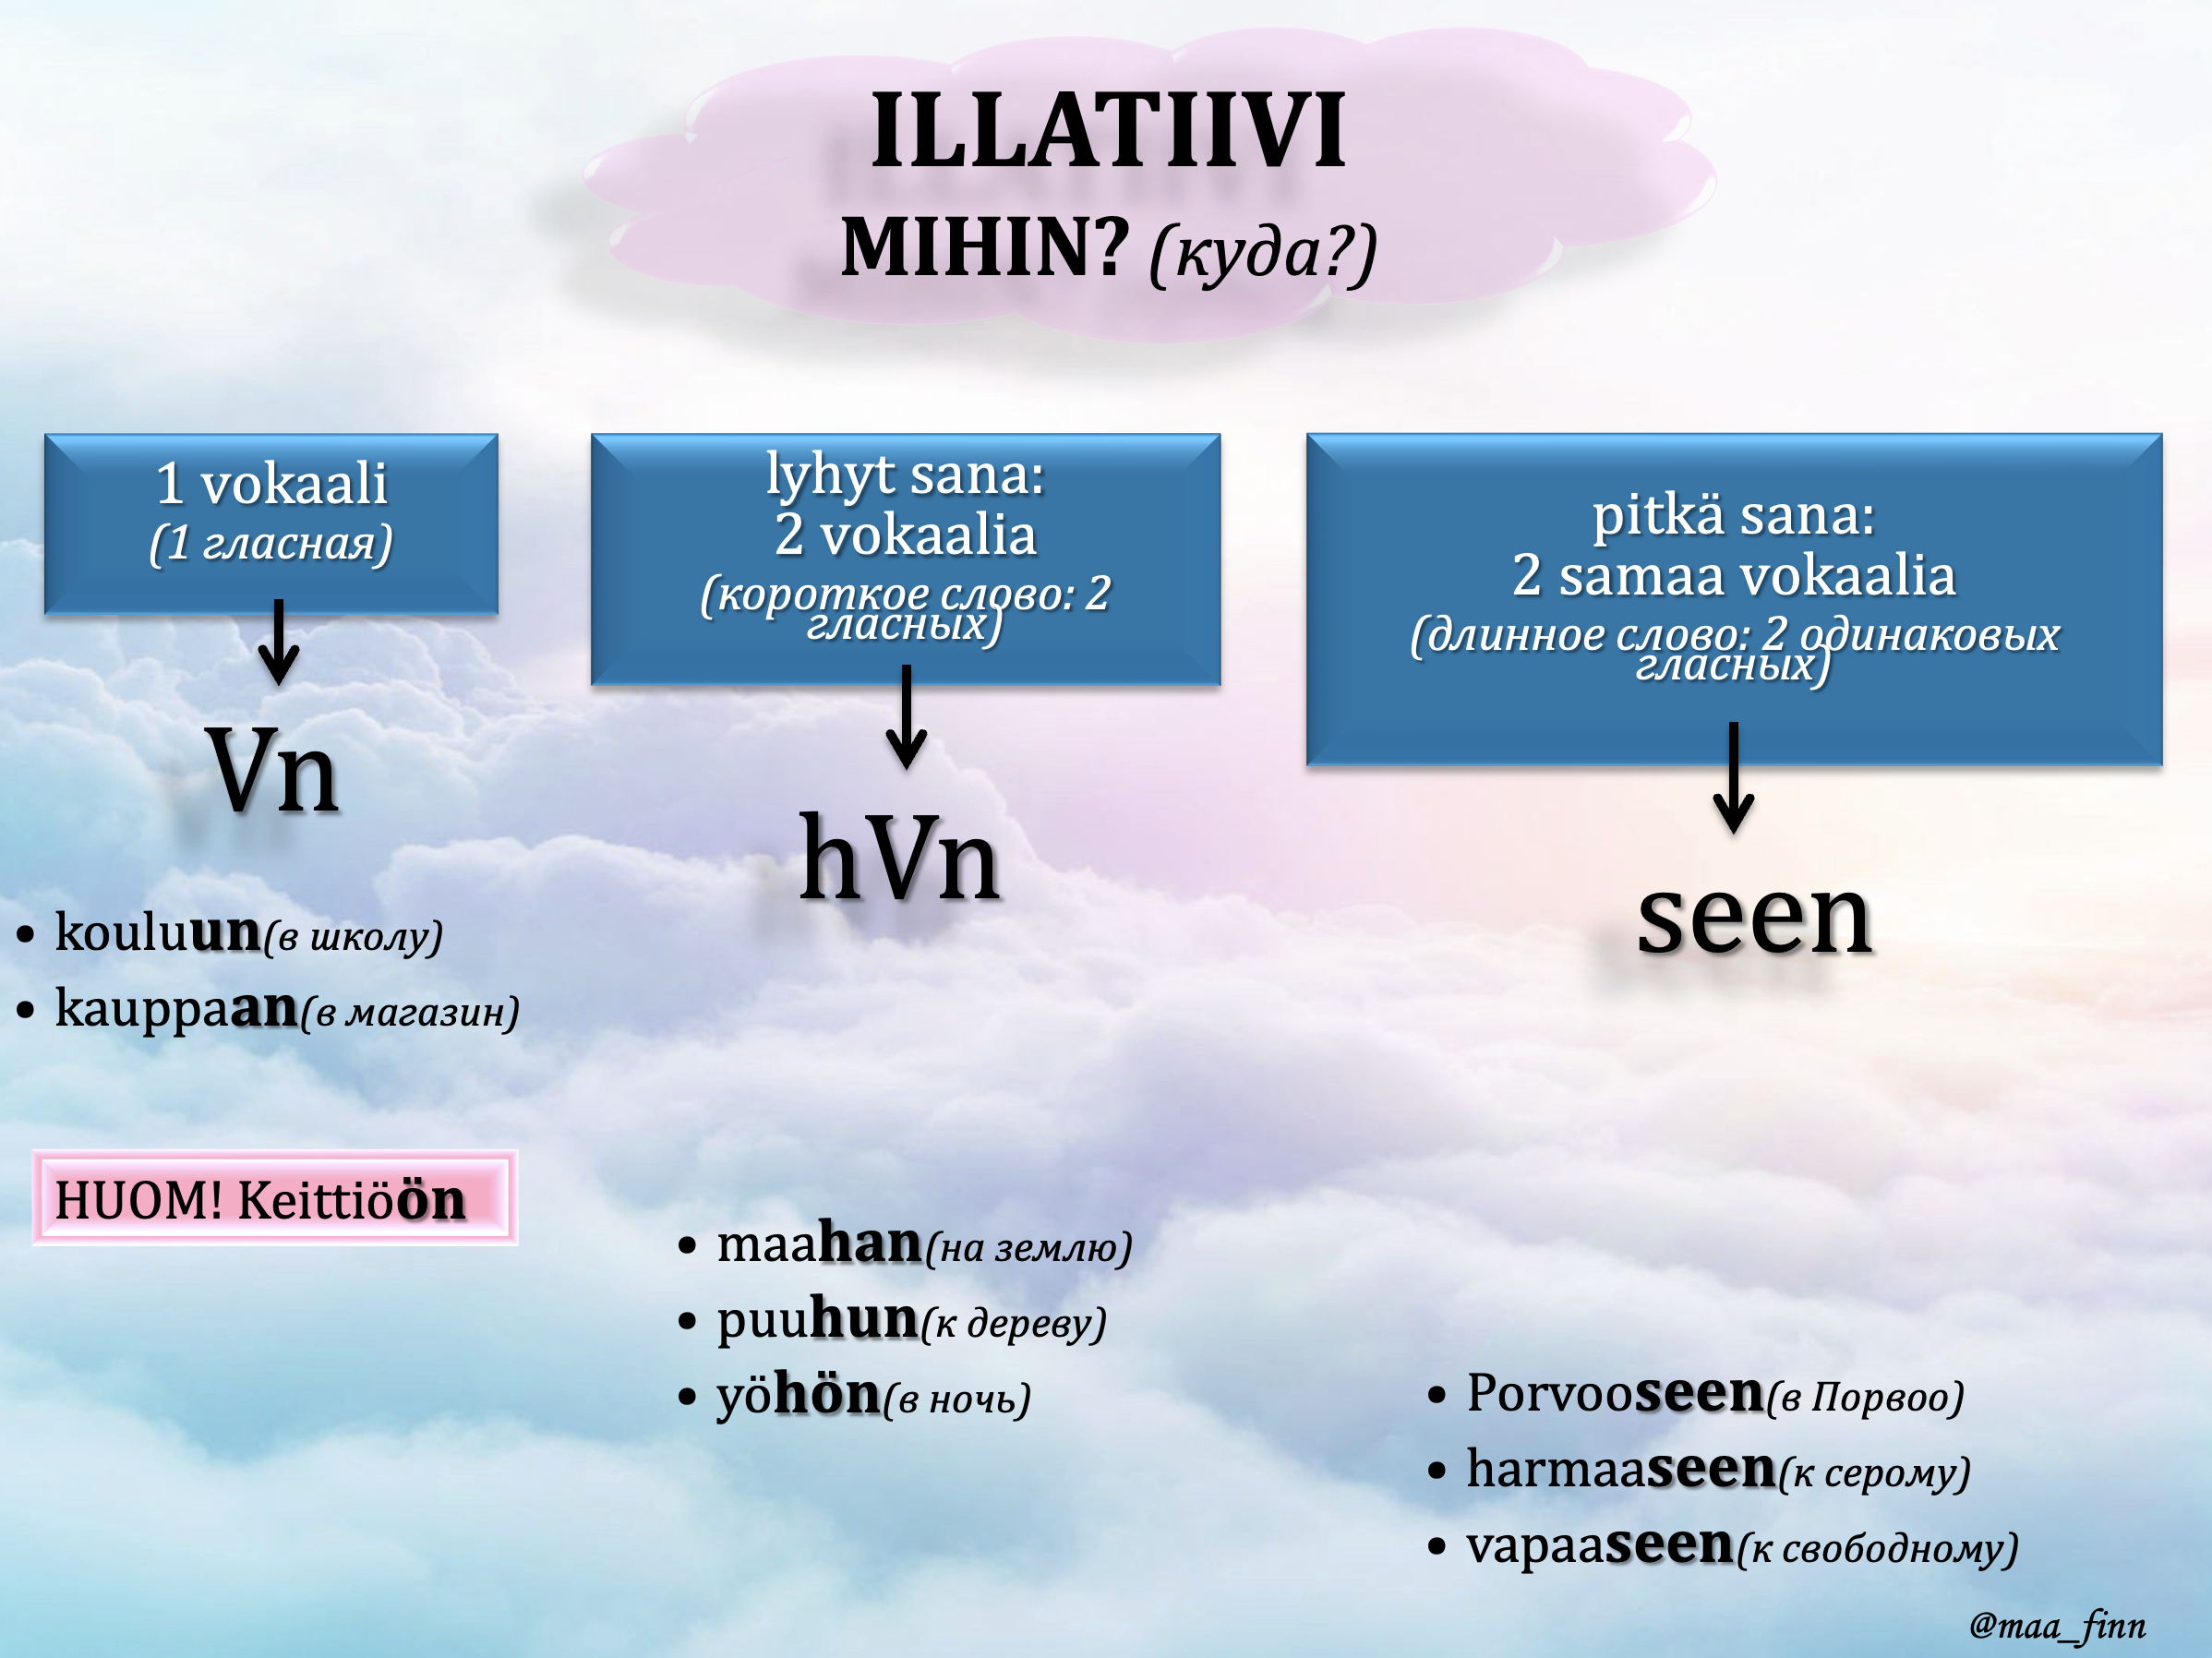 ILLATIIVI
MIHIN? (куда?)
1 vokaali
(1 гласная)
Vn
• kouluun(в школу)
• kauppaan(в магазин)
HUOM! Keittiöön
lyhyt sana:
2 vokaalia
(короткое слово: 2
гласных)
hVn
• maahan(на землю)
• puuhun(к дереву)
• yöhön(в ночь)
pitkä sana:
2 samaa vokaalia
(длинное слово: 2 одинаковых
гласных)
seen
• Porvooseen(в Порвоо)
• harmaaseen(к серому)
• vapaaseen(к свободному)
@maa_finn